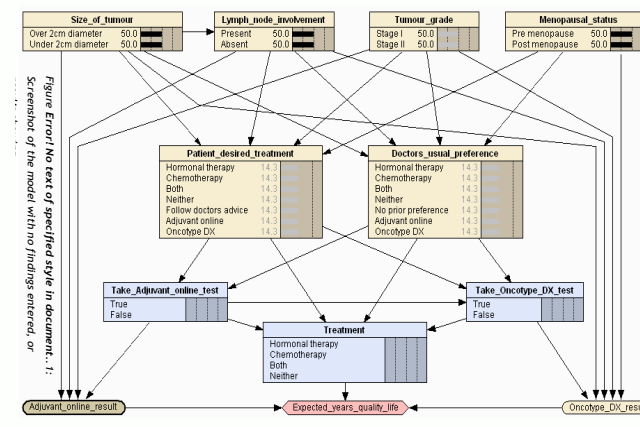 Size_of_tumour
Over 2cm diameter 50.0
Under 2cm diameter 50.0
Lymph_node_involvement
Present 50.0
Absent 50.0
Tumour_grade
Stage I 50.0
Stage II 50.0
Menopausal_status
Pre menopause 50.0
Post menopause 50.0
Figure Error! No text of specified style in document..1:
Screenshot of the model with no findings entered, or
Patient_desired_treatment
Hormonal therapy 14.3
Chemotherapy 14.3
Both 14.3
Neither 14.3
Follow doctors advice 14.3
Adjuvant online 14.3
Oncotype DX 14.3
Doctors_usual_preference
Hormonal therapy 14.3
Chemotherapy 14.3
Both 14.3
Neither 14.3
No prior preference 14.3
Adjuvant online 14.3
Oncotype DX 14.3
Take_Adjuvant_online_test
True
False
Take_Oncotype_DX_test
True
False
Treatment
Hormonal therapy
Chemotherapy
Both
Neither
Adjuvant_online_result
Expected_years_quality_life
Oncotype_DX_resu